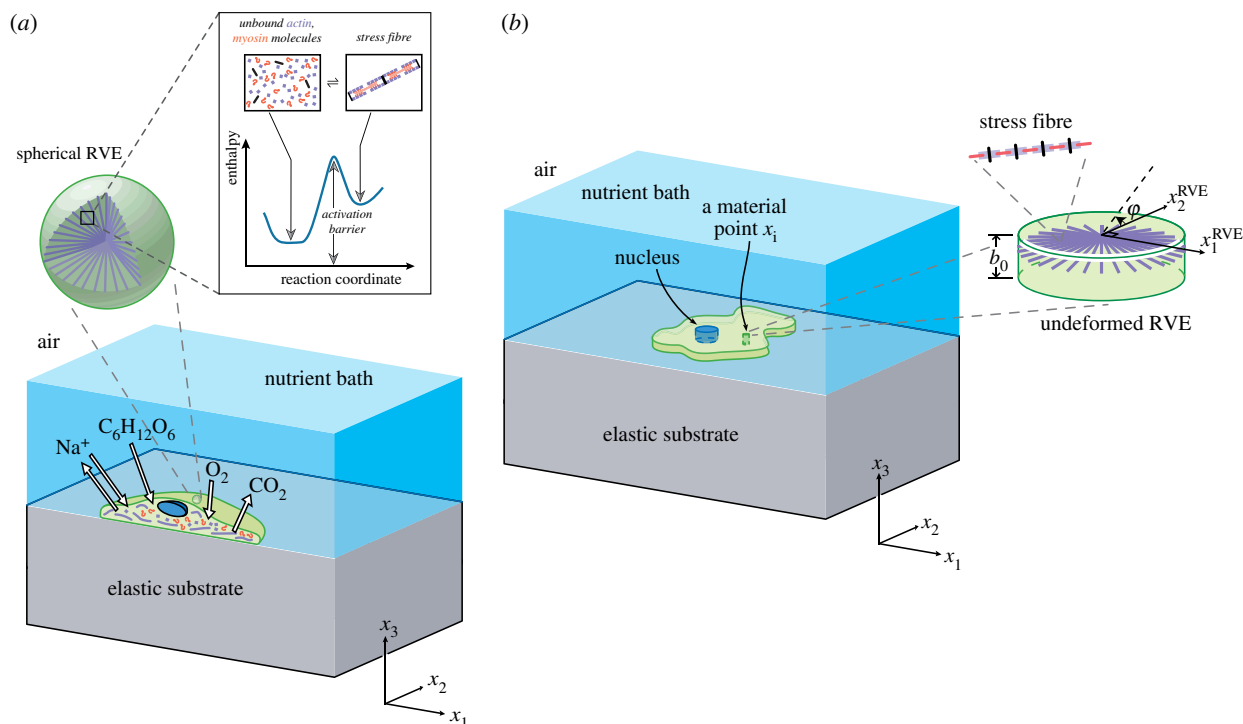 (a)
unbound actin,
myosin molecules
stress fibre
⇌
enthalpy
activation
barrier
reaction coordinate
spherical RVE
air
nutrient bath
Na⁺
C₆H₁₂O₆
O₂
CO₂
elastic substrate
x₃
x₂
x₁
(b)
air
nutrient bath
a material
point xᵢ
nucleus
elastic substrate
x₃
x₂
x₁
stress fibre
φ
x₂ᴿⱽᴱ
x₁ᴿⱽᴱ
b₀
undeformed RVE